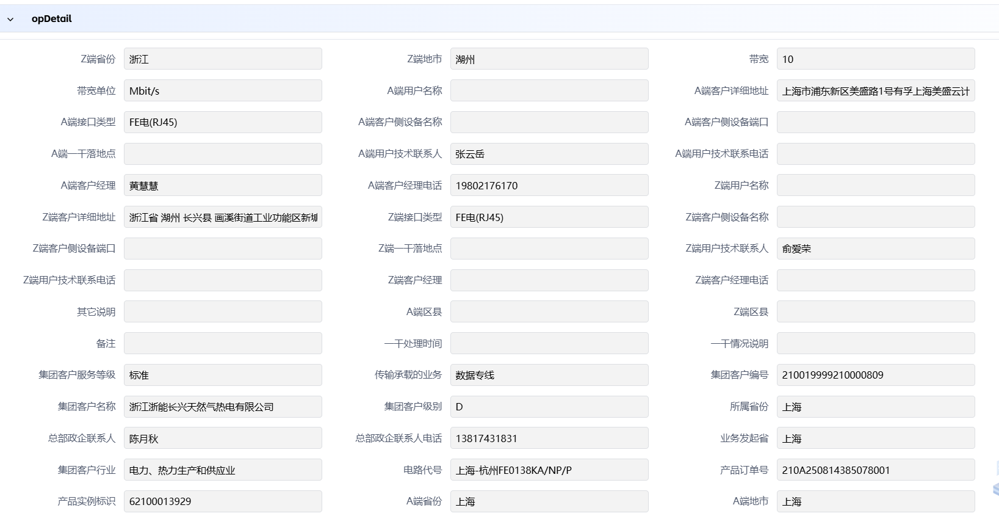 opDetail
Z端省份 浙江 Z端地市 湖州 带宽 10
带宽单位 Mbit/s A端用户名称 A端客户详细地址 上海市浦东新区美盛路1号有孚上海美盛云计
A端接口类型 FE电(RJ45) A端客户侧设备名称 A端客户侧设备端口
A端一干落地点 A端用户技术联系人 张云岳 A端用户技术联系电话
A端客户经理 黄慧慧 A端客户经理电话 19802176170 Z端用户名称
Z端客户详细地址 浙江省 湖州 长兴县 画溪街道工业功能区新 Z端接口类型 FE电(RJ45) Z端客户侧设备名称
Z端客户侧设备端口 Z端一干落地点 Z端用户技术联系人 俞爱荣
Z端用户技术联系电话 Z端客户经理 Z端客户经理电话
其它说明 A端区县 Z端区县
备注 一干处理时间 一干情况说明
集团客户服务等级 标准 传输承载的业务 数据专线 集团客户编号 210019999210000809
集团客户名称 浙江浙能长兴天然气热电有限公司 集团客户级别 D 所属省份 上海
总部政企联系人 陈月秋 总部政企联系人电话 13817431831 业务发起省 上海
集团客户行业 电力、热力生产和供应业 电路代号 上海-杭州FE0138KA/NP/P 产品订单号 210A250814385078001
产品实例标识 62100013929 A端省份 上海 A端地市 上海